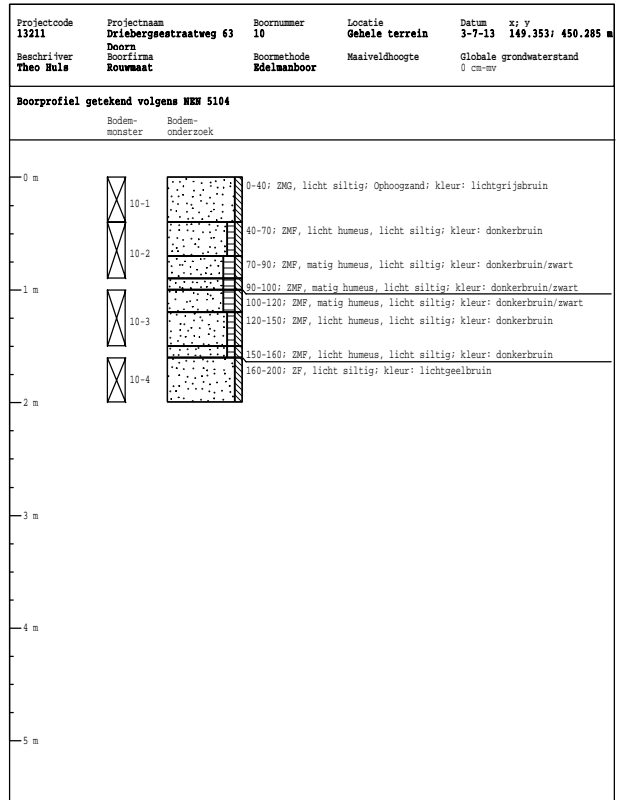 Projectcode Projectnaam Boornummer Locatie Datum x; y
13211 Driebergsestraatweg 63 10 Gehele terrein 3-7-13 149.353; 450.285 m
Doorn
Beschrijver Boorfirma Boormethode Maaiveldhoogte Globale grondwaterstand
Theo Huls Rouwmaat Edelmanboor 0 cm-mv
Boorprofiel getekend volgens NEN 5104
Bodem- Bodem-
monster onderzoek
0 m
0-40; ZMG, licht siltig; Ophoogzand; kleur: lichtgrijsbruin
10-1
40-70; ZMF, licht humeus, licht siltig; kleur: donkerbruin
10-2
70-90; ZMF, matig humeus, licht siltig; kleur: donkerbruin/zwart
90-100; ZMF, matig humeus, licht siltig; kleur: donkerbruin/zwart
1 m
100-120; ZMF, matig humeus, licht siltig; kleur: donkerbruin/zwart
10-3
120-150; ZMF, licht humeus, licht siltig; kleur: donkerbruin
150-160; ZMF, licht humeus, licht siltig; kleur: donkerbruin
160-200; ZF, licht siltig; kleur: lichtgeelbruin
10-4
2 m
3 m
4 m
5 m